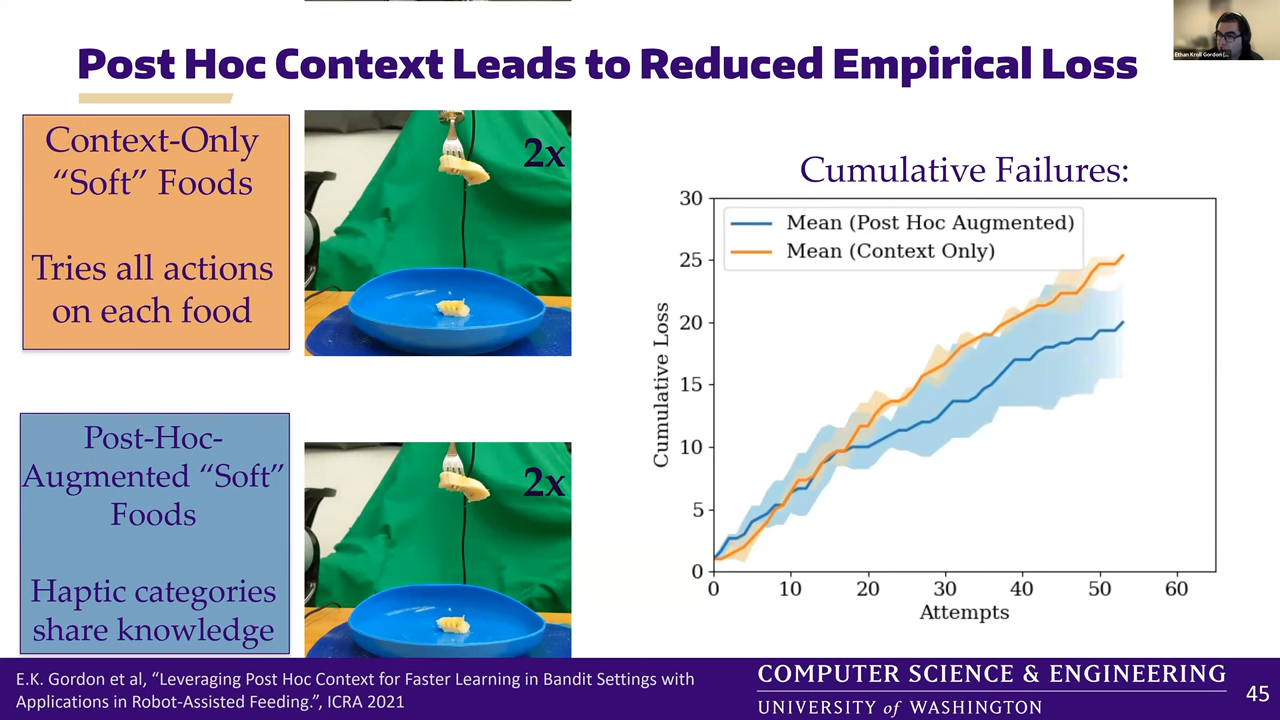 Post Hoc Context Leads to Reduced Empirical Loss
Ethan Kroll Gordon (...
Context-Only
“Soft” Foods
Tries all actions
on each food
2x
Post-Hoc-
Augmented “Soft”
Foods
Haptic categories
share knowledge
2x
Cumulative Failures:
Mean (Post Hoc Augmented)
Mean (Context Only)
30
25
20
15
10
5
0
Cumulative Loss
0 10 20 30 40 50 60
Attempts
E.K. Gordon et al, “Leveraging Post Hoc Context for Faster Learning in Bandit Settings with
Applications in Robot-Assisted Feeding.”, ICRA 2021
COMPUTER SCIENCE & ENGINEERING
UNIVERSITY of WASHINGTON
45